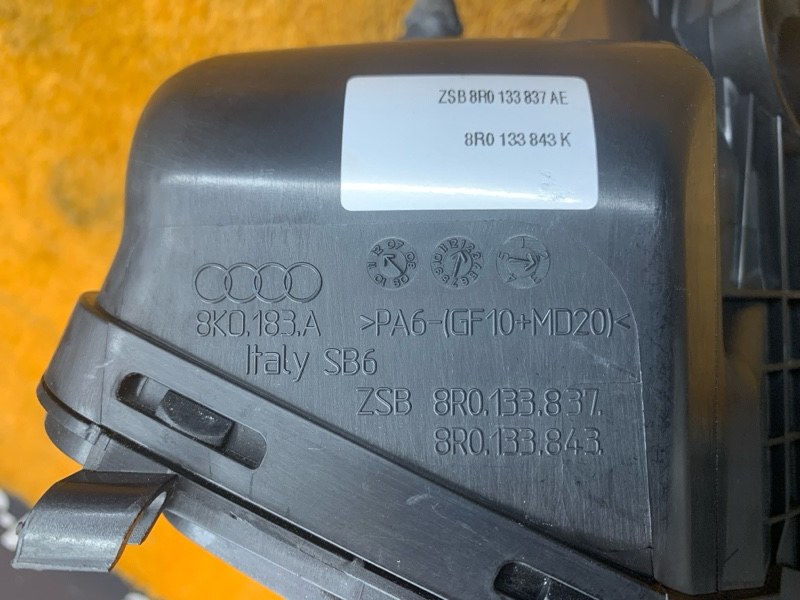 ZSB 8R0 133 837 AE
8R0 133 843 K
8K0.183.A >PA6-(GF10+MD20)<
Italy SB6
ZSB 8R0.133.837.
8R0.133.843.